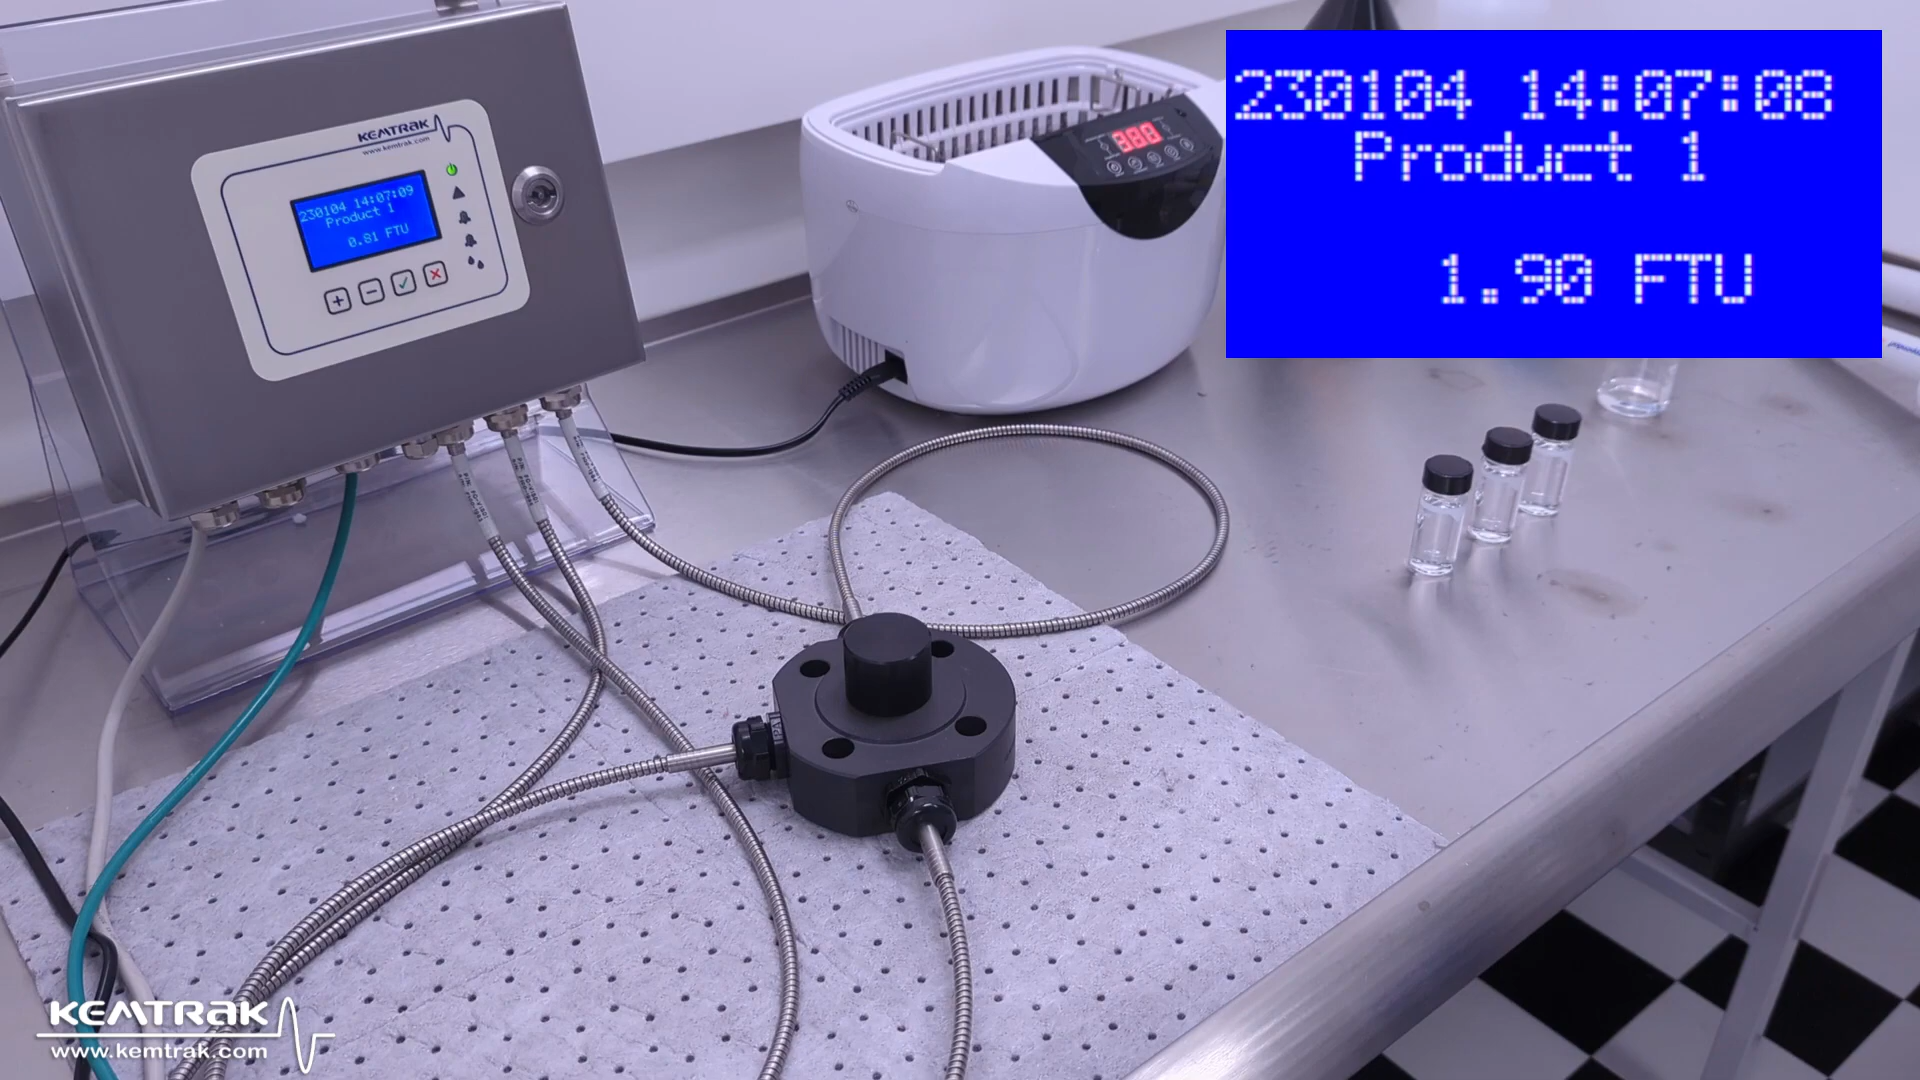 KEMTRAK
www.kemtrak.com
230104 14:07:09
Product 1
0.81 FTU
230104 14:07:08
Product 1
1.90 FTU
KEMTRAK
www.kemtrak.com